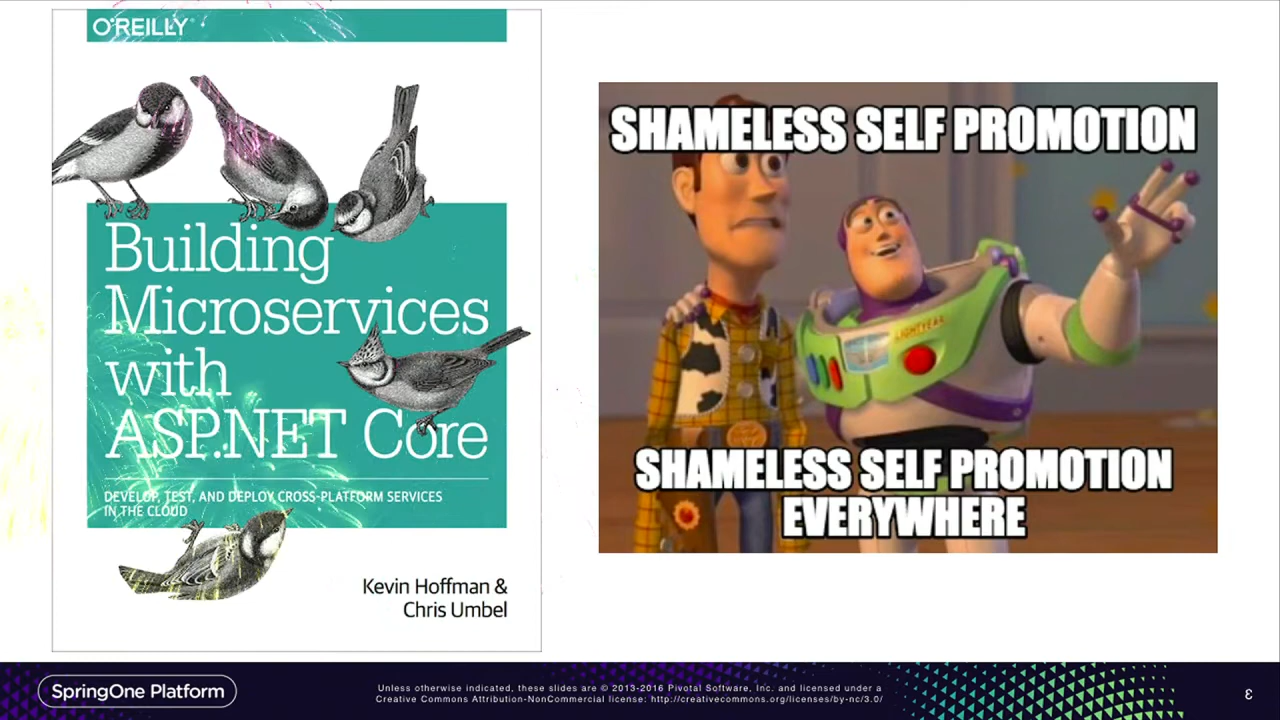 O'REILLY®
Building
Microservices
with
ASP.NET Core
DEVELOP, TEST, AND DEPLOY CROSS-PLATFORM SERVICES
IN THE CLOUD
Kevin Hoffman &
Chris Umbel
SHAMELESS SELF PROMOTION
LIGHTYEAR
SHAMELESS SELF PROMOTION
EVERYWHERE
SpringOne Platform
Unless otherwise indicated, these slides are © 2013-2016 Pivotal Software, Inc. and licensed under a
Creative Commons Attribution-NonCommercial license: http://creativecommons.org/licenses/by-nc/3.0/
3